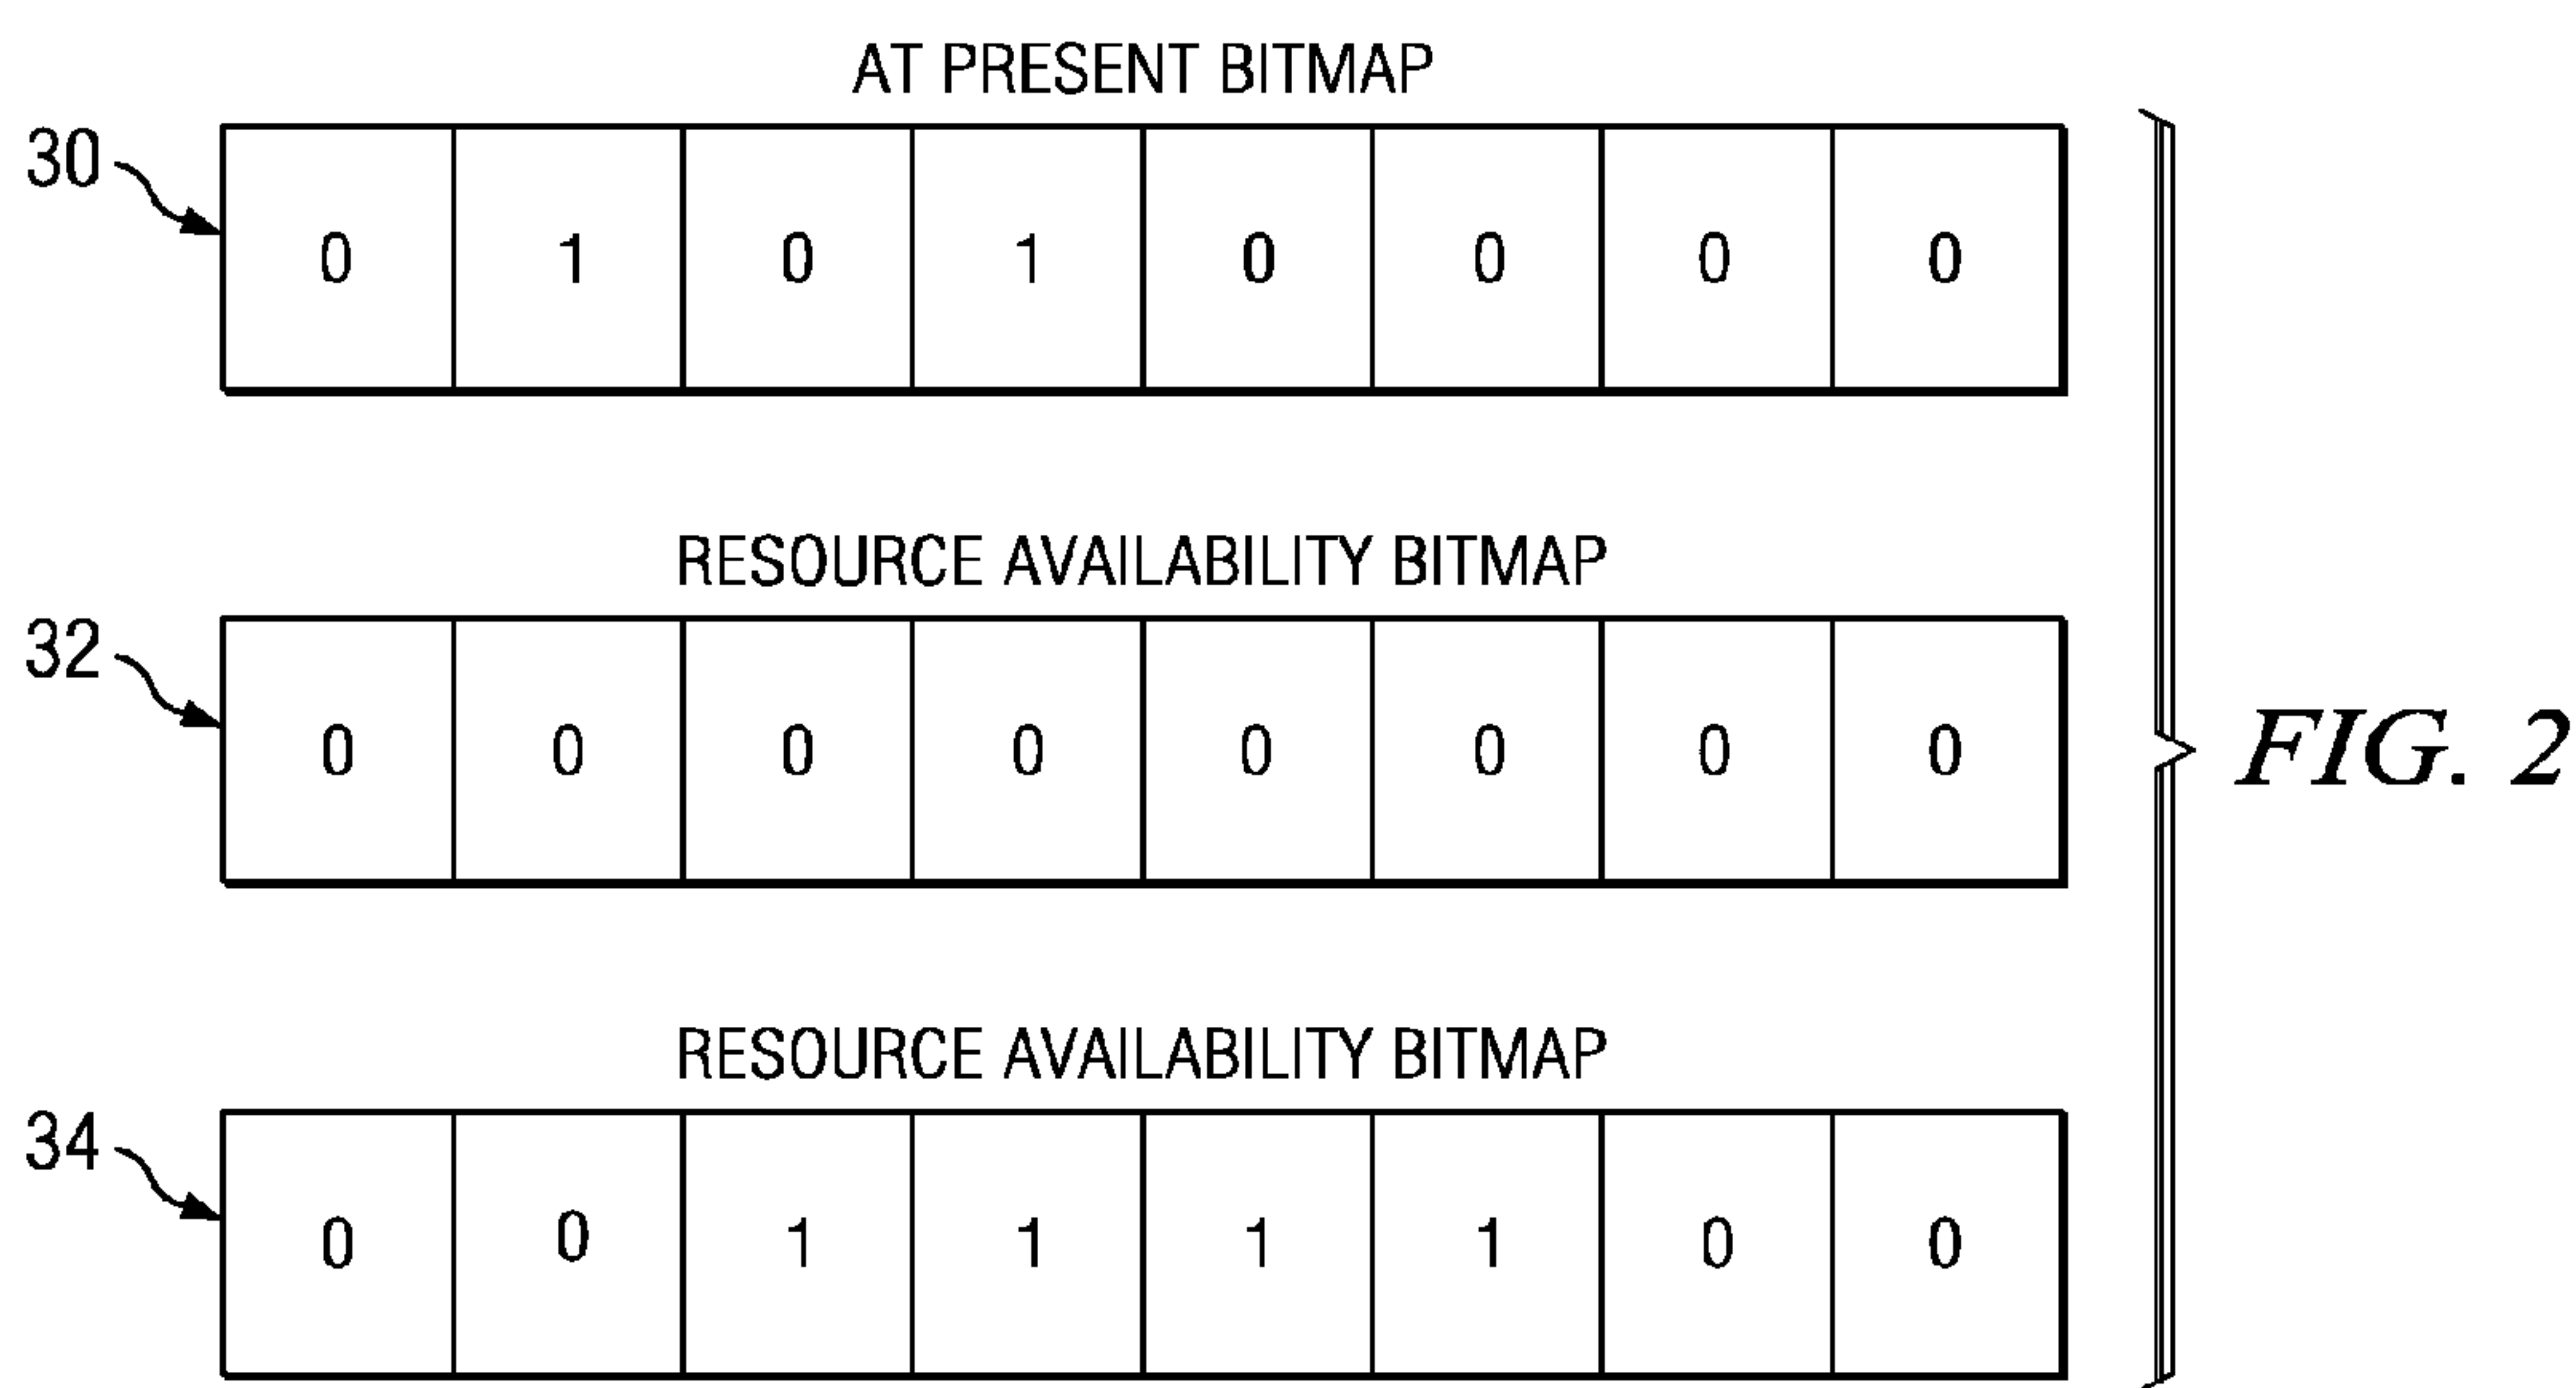 AT PRESENT BITMAP
30
0 1 0 1 0 0 0 0
RESOURCE AVAILABILITY BITMAP
32
0 0 0 0 0 0 0 0
FIG. 2
RESOURCE AVAILABILITY BITMAP
34
0 0 1 1 1 1 0 0